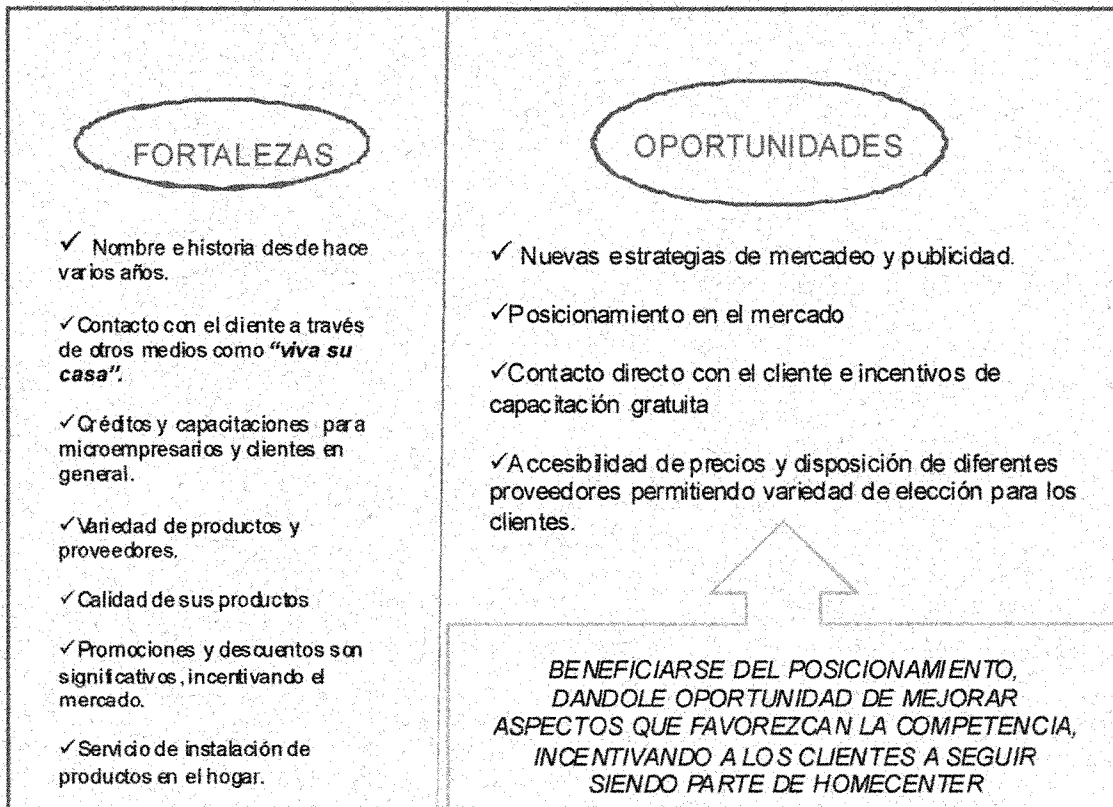 FORTALEZAS
✓ Nombre e historia desde hace
varios años.
✓Contacto con el cliente a través
de otros medios como "viva su
casa".
✓Créditos y capacitaciones para
microempresarios y clientes en
general.
✓Variedad de productos y
proveedores.
✓Calidad de sus productos
✓Promociones y descuentos son
significativos, incentivando el
mercado.
✓Servicio de instalación de
productos en el hogar.
OPORTUNIDADES
✓ Nuevas estrategias de mercadeo y publicidad.
✓Posicionamiento en el mercado
✓Contacto directo con el cliente e incentivos de
capacitación gratuita
✓Accesibilidad de precios y disposición de diferentes
proveedores permitiendo variedad de elección para los
clientes.
BENEFICIARSE DEL POSICIONAMIENTO,
DANDOLE OPORTUNIDAD DE MEJORAR
ASPECTOS QUE FAVOREZCAN LA COMPETENCIA,
INCENTIVANDO A LOS CLIENTES A SEGUIR
SIENDO PARTE DE HOMECENTER